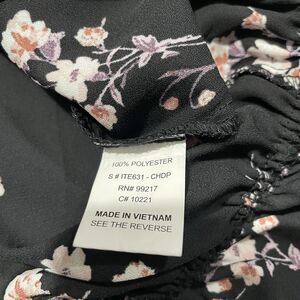 100% POLYESTER
S # ITE631 - CHDP
RN# 99217
C# 10221
MADE IN VIETNAM
SEE THE REVERSE